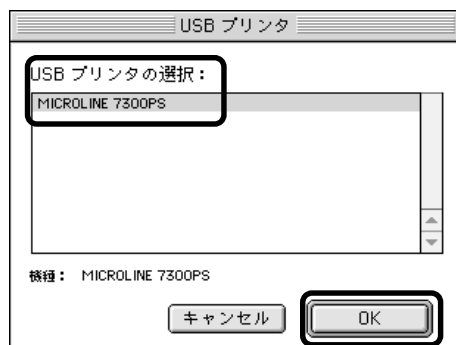 USB プリンタ
USB プリンタの選択：
MICROLINE 7300PS
機種： MICROLINE 7300PS
キャンセル OK